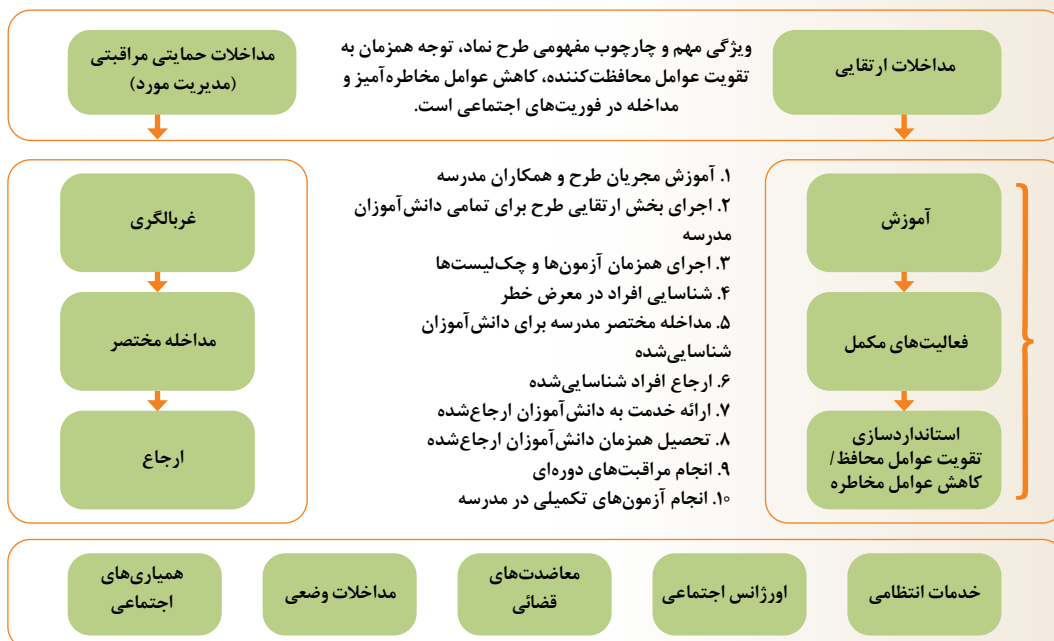 مداخلات ارتقایی
ویژگی مهم و چارچوب مفهومی طرح نماد، توجه همزمان به
تقویت عوامل محافظت‌کننده، کاهش عوامل مخاطره‌آمیز و
مداخله در فوریت‌های اجتماعی است.
مداخلات حمایتی مراقبتی
(مدیریت مورد)
آموزش
فعالیت‌های مکمل
استانداردسازی
تقویت عوامل محافظ/
کاهش عوامل مخاطره
۱. آموزش مجریان طرح و همکاران مدرسه
۲. اجرای بخش ارتقایی طرح برای تمامی دانش‌آموزان
مدرسه
۳. اجرای همزمان آزمون‌ها و چک‌لیست‌ها
۴. شناسایی افراد در معرض خطر
۵. مداخله مختصر مدرسه برای دانش‌آموزان
شناسایی‌شده
۶. ارجاع افراد شناسایی‌شده
۷. ارائه خدمت به دانش‌آموزان ارجاع‌شده
۸. تحصیل همزمان دانش‌آموزان ارجاع‌شده
۹. انجام مراقبت‌های دوره‌ای
۱۰. انجام آزمون‌های تکمیلی در مدرسه
غربالگری
مداخله مختصر
ارجاع
خدمات انتظامی
اورژانس اجتماعی
معاضدت‌های
قضائی
مداخلات وضعی
همیاری‌های
اجتماعی